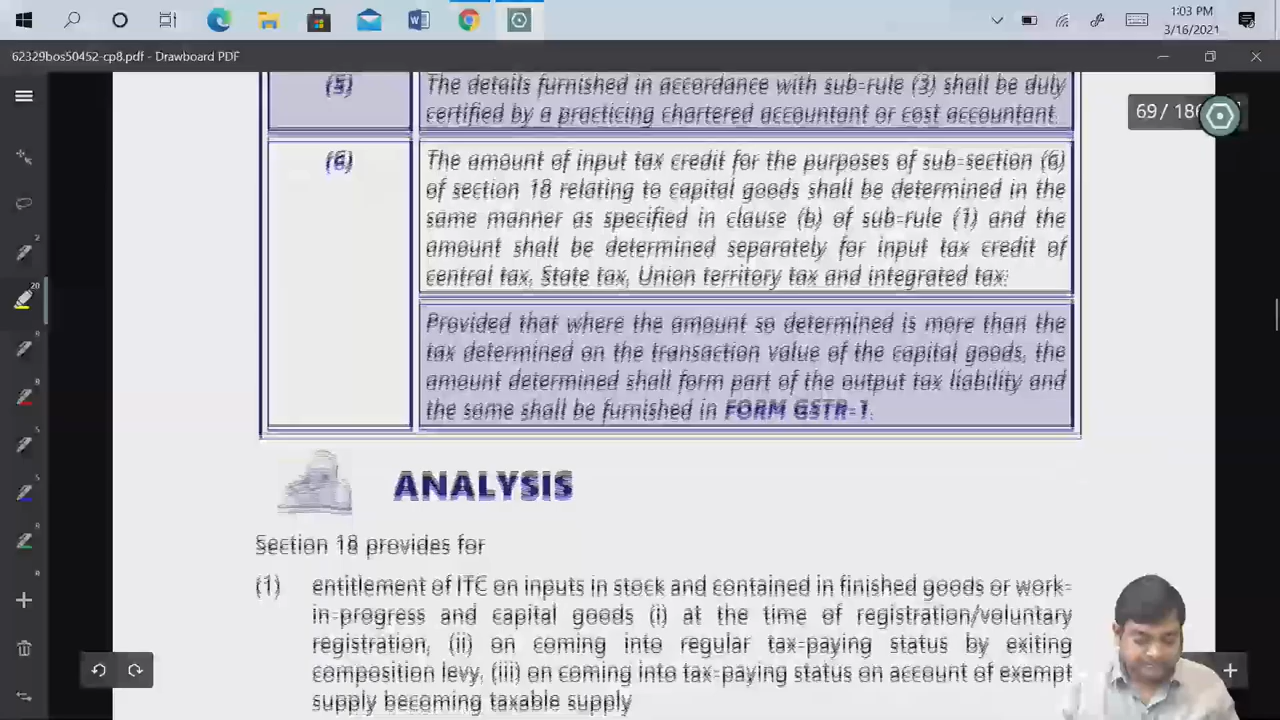 1:03 PM
3/16/2021
62329bos50452-cp8.pdf - Drawboard PDF
69 / 186
(5)
The details furnished in accordance with sub-rule (3) shall be duly
certified by a practicing chartered accountant or cost accountant.
(6)
The amount of input tax credit for the purposes of sub-section (6)
of section 18 relating to capital goods shall be determined in the
same manner as specified in clause (b) of sub-rule (1) and the
amount shall be determined separately for input tax credit of
central tax, State tax, Union territory tax and integrated tax:
Provided that where the amount so determined is more than the
tax determined on the transaction value of the capital goods, the
amount determined shall form part of the output tax liability and
the same shall be furnished in FORM GSTR-1.
ANALYSIS
Section 18 provides for
(1) entitlement of ITC on inputs in stock and contained in finished goods or work-
in-progress and capital goods (i) at the time of registration/voluntary
registration, (ii) on coming into regular tax-paying status by exiting
composition levy, (iii) on coming into tax-paying status on account of exempt
supply becoming taxable supply
2
20